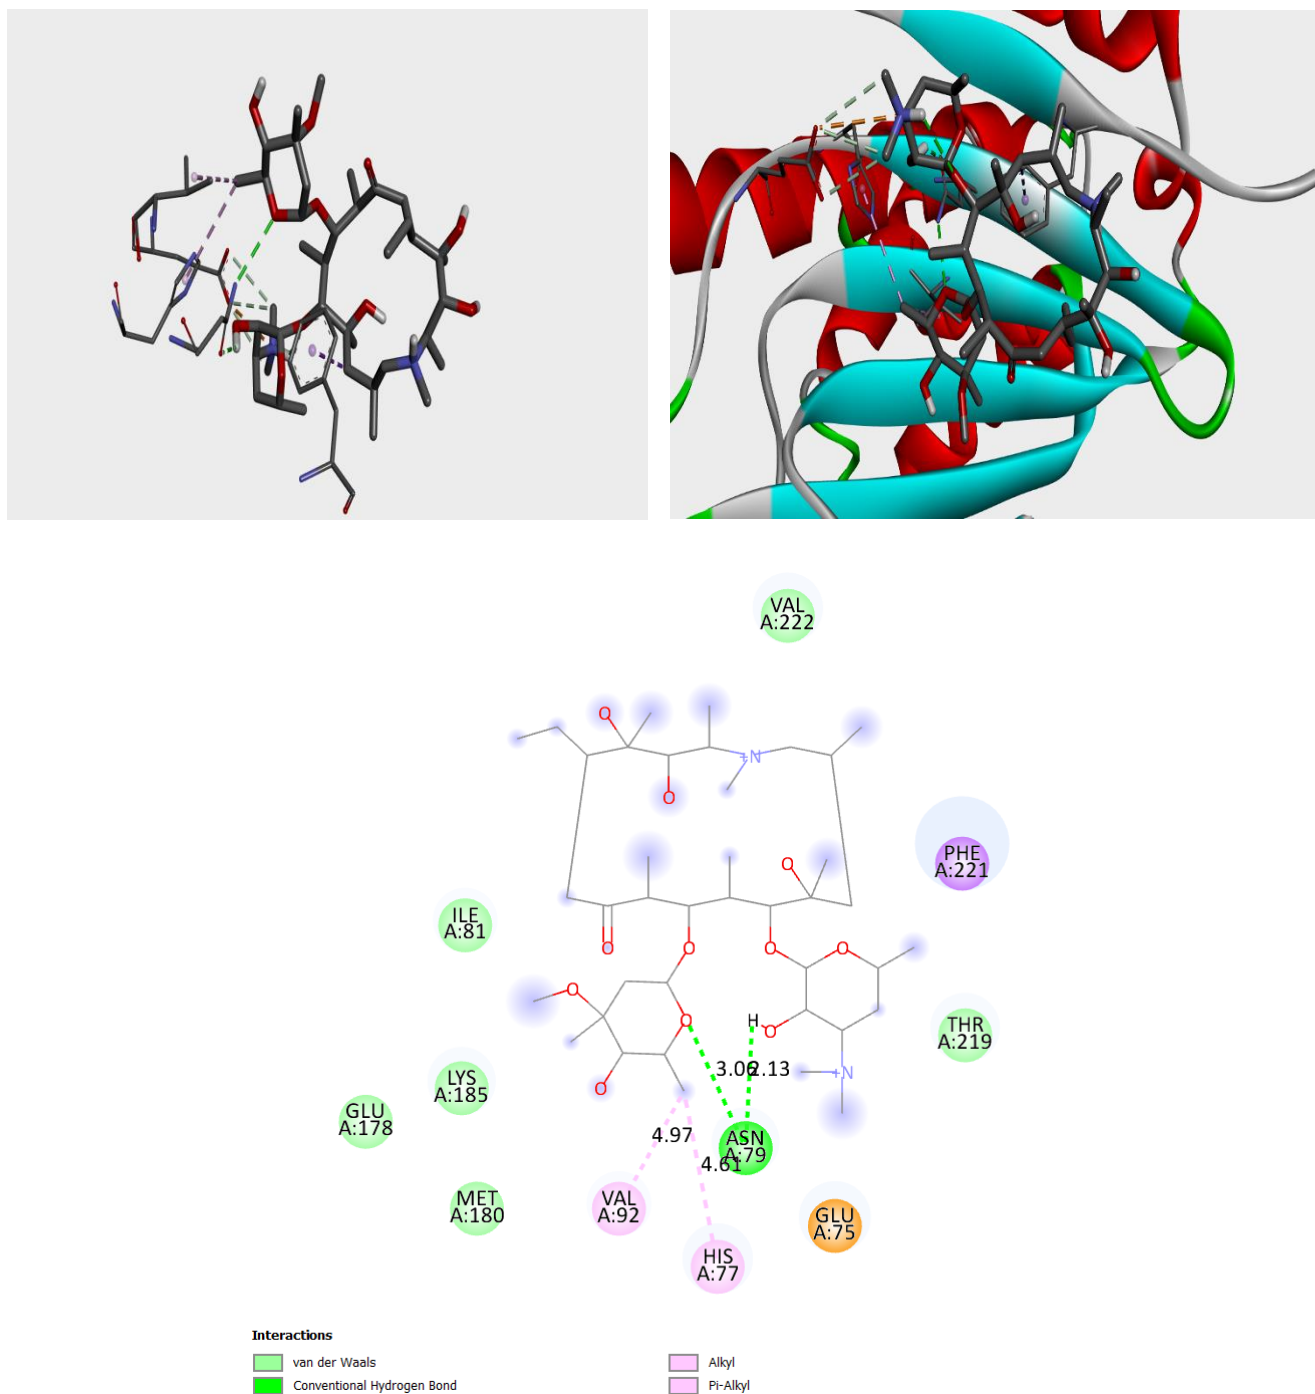 VAL
A:222
O
+N
O
O
PHE
A:221
ILE
A:81
O
O
O
O
O
O
O
H
O
THR
A:219
3.06
2.13
+N
LYS
A:185
O
GLU
A:178
4.97
ASN
A:79
4.61
MET
A:180
VAL
A:92
GLU
A:75
HIS
A:77
Interactions
van der Waals
Alkyl
Conventional Hydrogen Bond
Pi-Alkyl